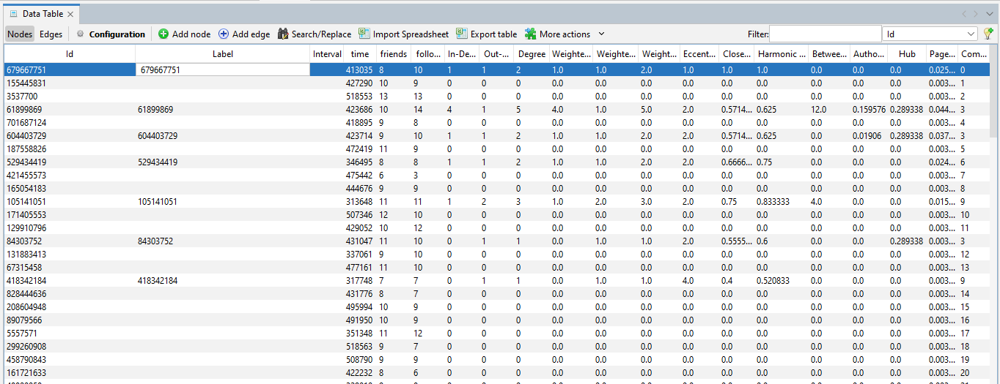 Data Table
Nodes Edges Configuration Add node Add edge Search/Replace Import Spreadsheet Export table More actions Filter: Id
Id Label Interval time friends follo... In-De... Out-... Degree Weighte... Weighte... Weight... Eccent... Close... Harmonic ... Betwee... Autho... Hub Page... Com...
679667751 679667751 413035 8 10 1 1 2 1.0 1.0 2.0 1.0 1.0 1.0 0.0 0.0 0.0 0.025... 0
155445831 427290 10 9 0 0 0 0.0 0.0 0.0 0.0 0.0 0.0 0.0 0.0 0.0 0.003... 1
3537700 518553 13 13 0 0 0 0.0 0.0 0.0 0.0 0.0 0.0 0.0 0.0 0.0 0.003... 2
61899869 61899869 423686 10 14 4 1 5 4.0 1.0 5.0 2.0 0.5714... 0.625 12.0 0.159576 0.289338 0.044... 3
701687124 418895 9 8 0 0 0 0.0 0.0 0.0 0.0 0.0 0.0 0.0 0.0 0.0 0.003... 4
604403729 604403729 423714 9 10 1 1 2 1.0 1.0 2.0 2.0 0.5714... 0.625 0.0 0.01906 0.289338 0.037... 3
187558826 472419 11 9 0 0 0 0.0 0.0 0.0 0.0 0.0 0.0 0.0 0.0 0.0 0.003... 5
529434419 529434419 346495 8 8 1 1 2 1.0 1.0 2.0 2.0 0.6666... 0.75 0.0 0.0 0.0 0.024... 6
421455573 475442 6 3 0 0 0 0.0 0.0 0.0 0.0 0.0 0.0 0.0 0.0 0.0 0.003... 7
165054183 444676 9 9 0 0 0 0.0 0.0 0.0 0.0 0.0 0.0 0.0 0.0 0.0 0.003... 8
105141051 105141051 313648 11 11 1 2 3 1.0 2.0 3.0 2.0 0.75 0.833333 4.0 0.0 0.0 0.015... 9
171405553 507346 12 10 0 0 0 0.0 0.0 0.0 0.0 0.0 0.0 0.0 0.0 0.0 0.003... 10
129910796 429052 10 12 0 0 0 0.0 0.0 0.0 0.0 0.0 0.0 0.0 0.0 0.0 0.003... 11
84303752 84303752 431047 11 10 0 1 1 0.0 1.0 1.0 2.0 0.5555... 0.6 0.0 0.0 0.289338 0.003... 3
131883413 337061 9 10 0 0 0 0.0 0.0 0.0 0.0 0.0 0.0 0.0 0.0 0.0 0.003... 12
67315458 477161 11 10 0 0 0 0.0 0.0 0.0 0.0 0.0 0.0 0.0 0.0 0.0 0.003... 13
418342184 418342184 317748 7 7 0 1 1 0.0 1.0 1.0 4.0 0.4 0.520833 0.0 0.0 0.0 0.003... 9
828444636 431776 8 7 0 0 0 0.0 0.0 0.0 0.0 0.0 0.0 0.0 0.0 0.0 0.003... 14
208604948 495994 10 9 0 0 0 0.0 0.0 0.0 0.0 0.0 0.0 0.0 0.0 0.0 0.003... 15
89079566 491950 10 9 0 0 0 0.0 0.0 0.0 0.0 0.0 0.0 0.0 0.0 0.0 0.003... 16
5557571 351348 11 12 0 0 0 0.0 0.0 0.0 0.0 0.0 0.0 0.0 0.0 0.0 0.003... 17
299260908 518563 9 7 0 0 0 0.0 0.0 0.0 0.0 0.0 0.0 0.0 0.0 0.0 0.003... 18
458790843 508790 9 9 0 0 0 0.0 0.0 0.0 0.0 0.0 0.0 0.0 0.0 0.0 0.003... 19
161721633 422232 8 6 0 0 0 0.0 0.0 0.0 0.0 0.0 0.0 0.0 0.0 0.0 0.003... 20